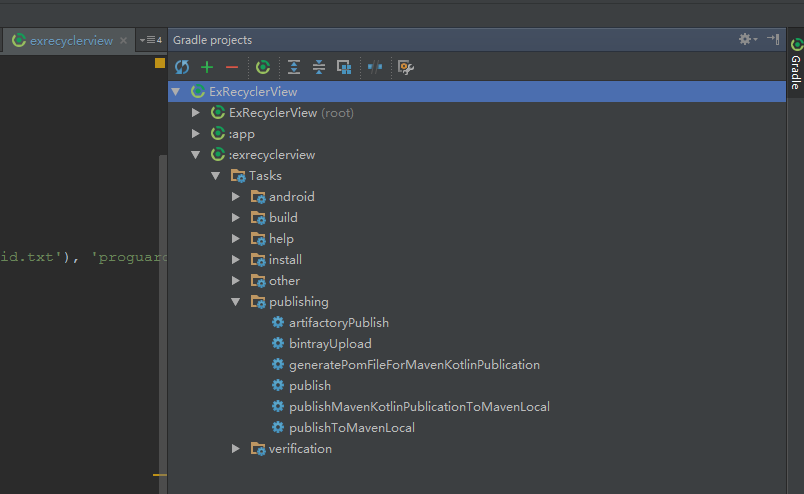 exrecyclerview
4
Gradle projects
Gradle
ExRecyclerView
ExRecyclerView (root)
:app
:exrecyclerview
Tasks
android
build
help
id.txt'), 'proguard
install
other
publishing
artifactoryPublish
bintrayUpload
generatePomFileForMavenKotlinPublication
publish
publishMavenKotlinPublicationToMavenLocal
publishToMavenLocal
verification